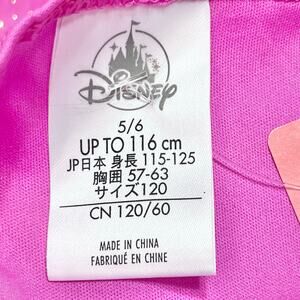 Disney
5/6
UP TO 116 cm
JP日本 身長 115-125
胸囲 57-63
サイズ120
CN 120/60
MADE IN CHINA
FABRIQUÉ EN CHINE